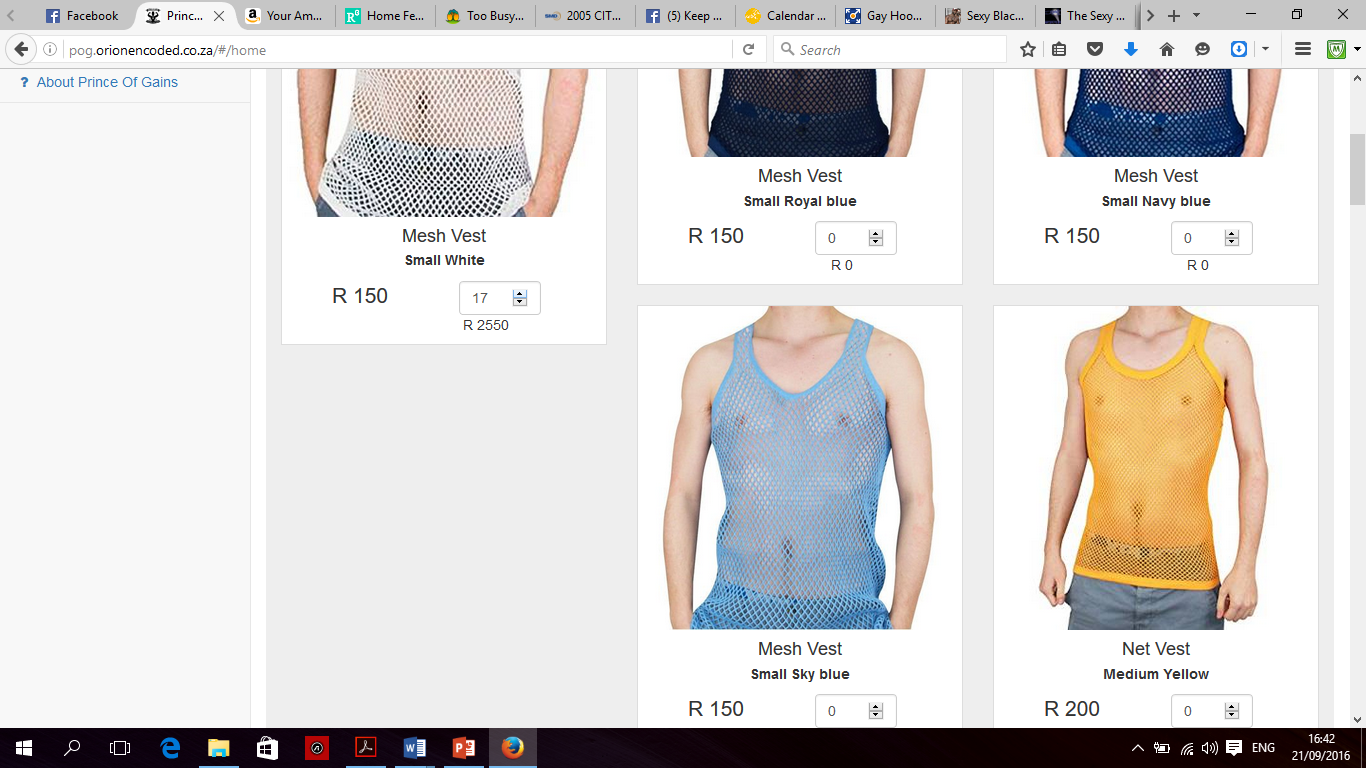 Facebook
Princ...
Your Am...
Home Fe...
Too Busy...
2005 CIT...
(5) Keep ...
Calendar ...
Gay Hoo...
Sexy Blac...
The Sexy ...
pog.orionencoded.co.za/#/home
Search
? About Prince Of Gains
Mesh Vest
Small White
R 150
17
R 2550
Mesh Vest
Small Royal blue
R 150
0
R 0
Mesh Vest
Small Navy blue
R 150
0
R 0
Mesh Vest
Small Sky blue
R 150
0
Net Vest
Medium Yellow
R 200
0
ENG
16:42
21/09/2016